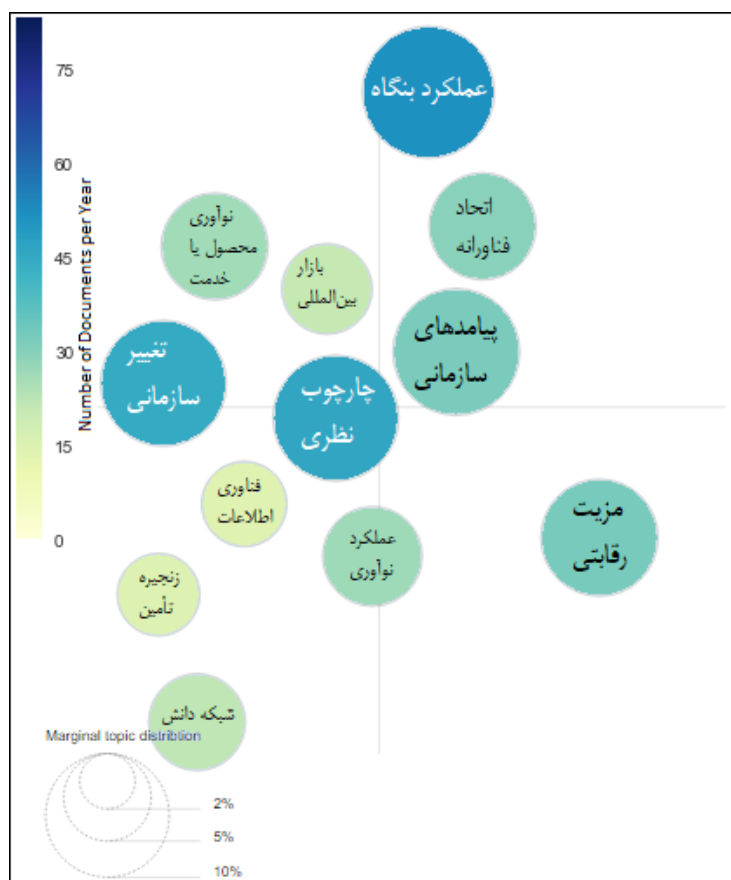 75
60
45
30
15
0
Number of Documents per Year
عملکرد بنگاه
اتحاد
فناورانه
نوآوری
محصول یا
خدمت
بازار
بین‌المللی
پیامدهای
سازمانی
تغییر
سازمانی
چارچوب
نظری
فناوری
اطلاعات
مزیت
رقابتی
عملکرد
نوآوری
زنجیره
تأمین
شبکه دانش
Marginal topic distribtion
2%
5%
10%